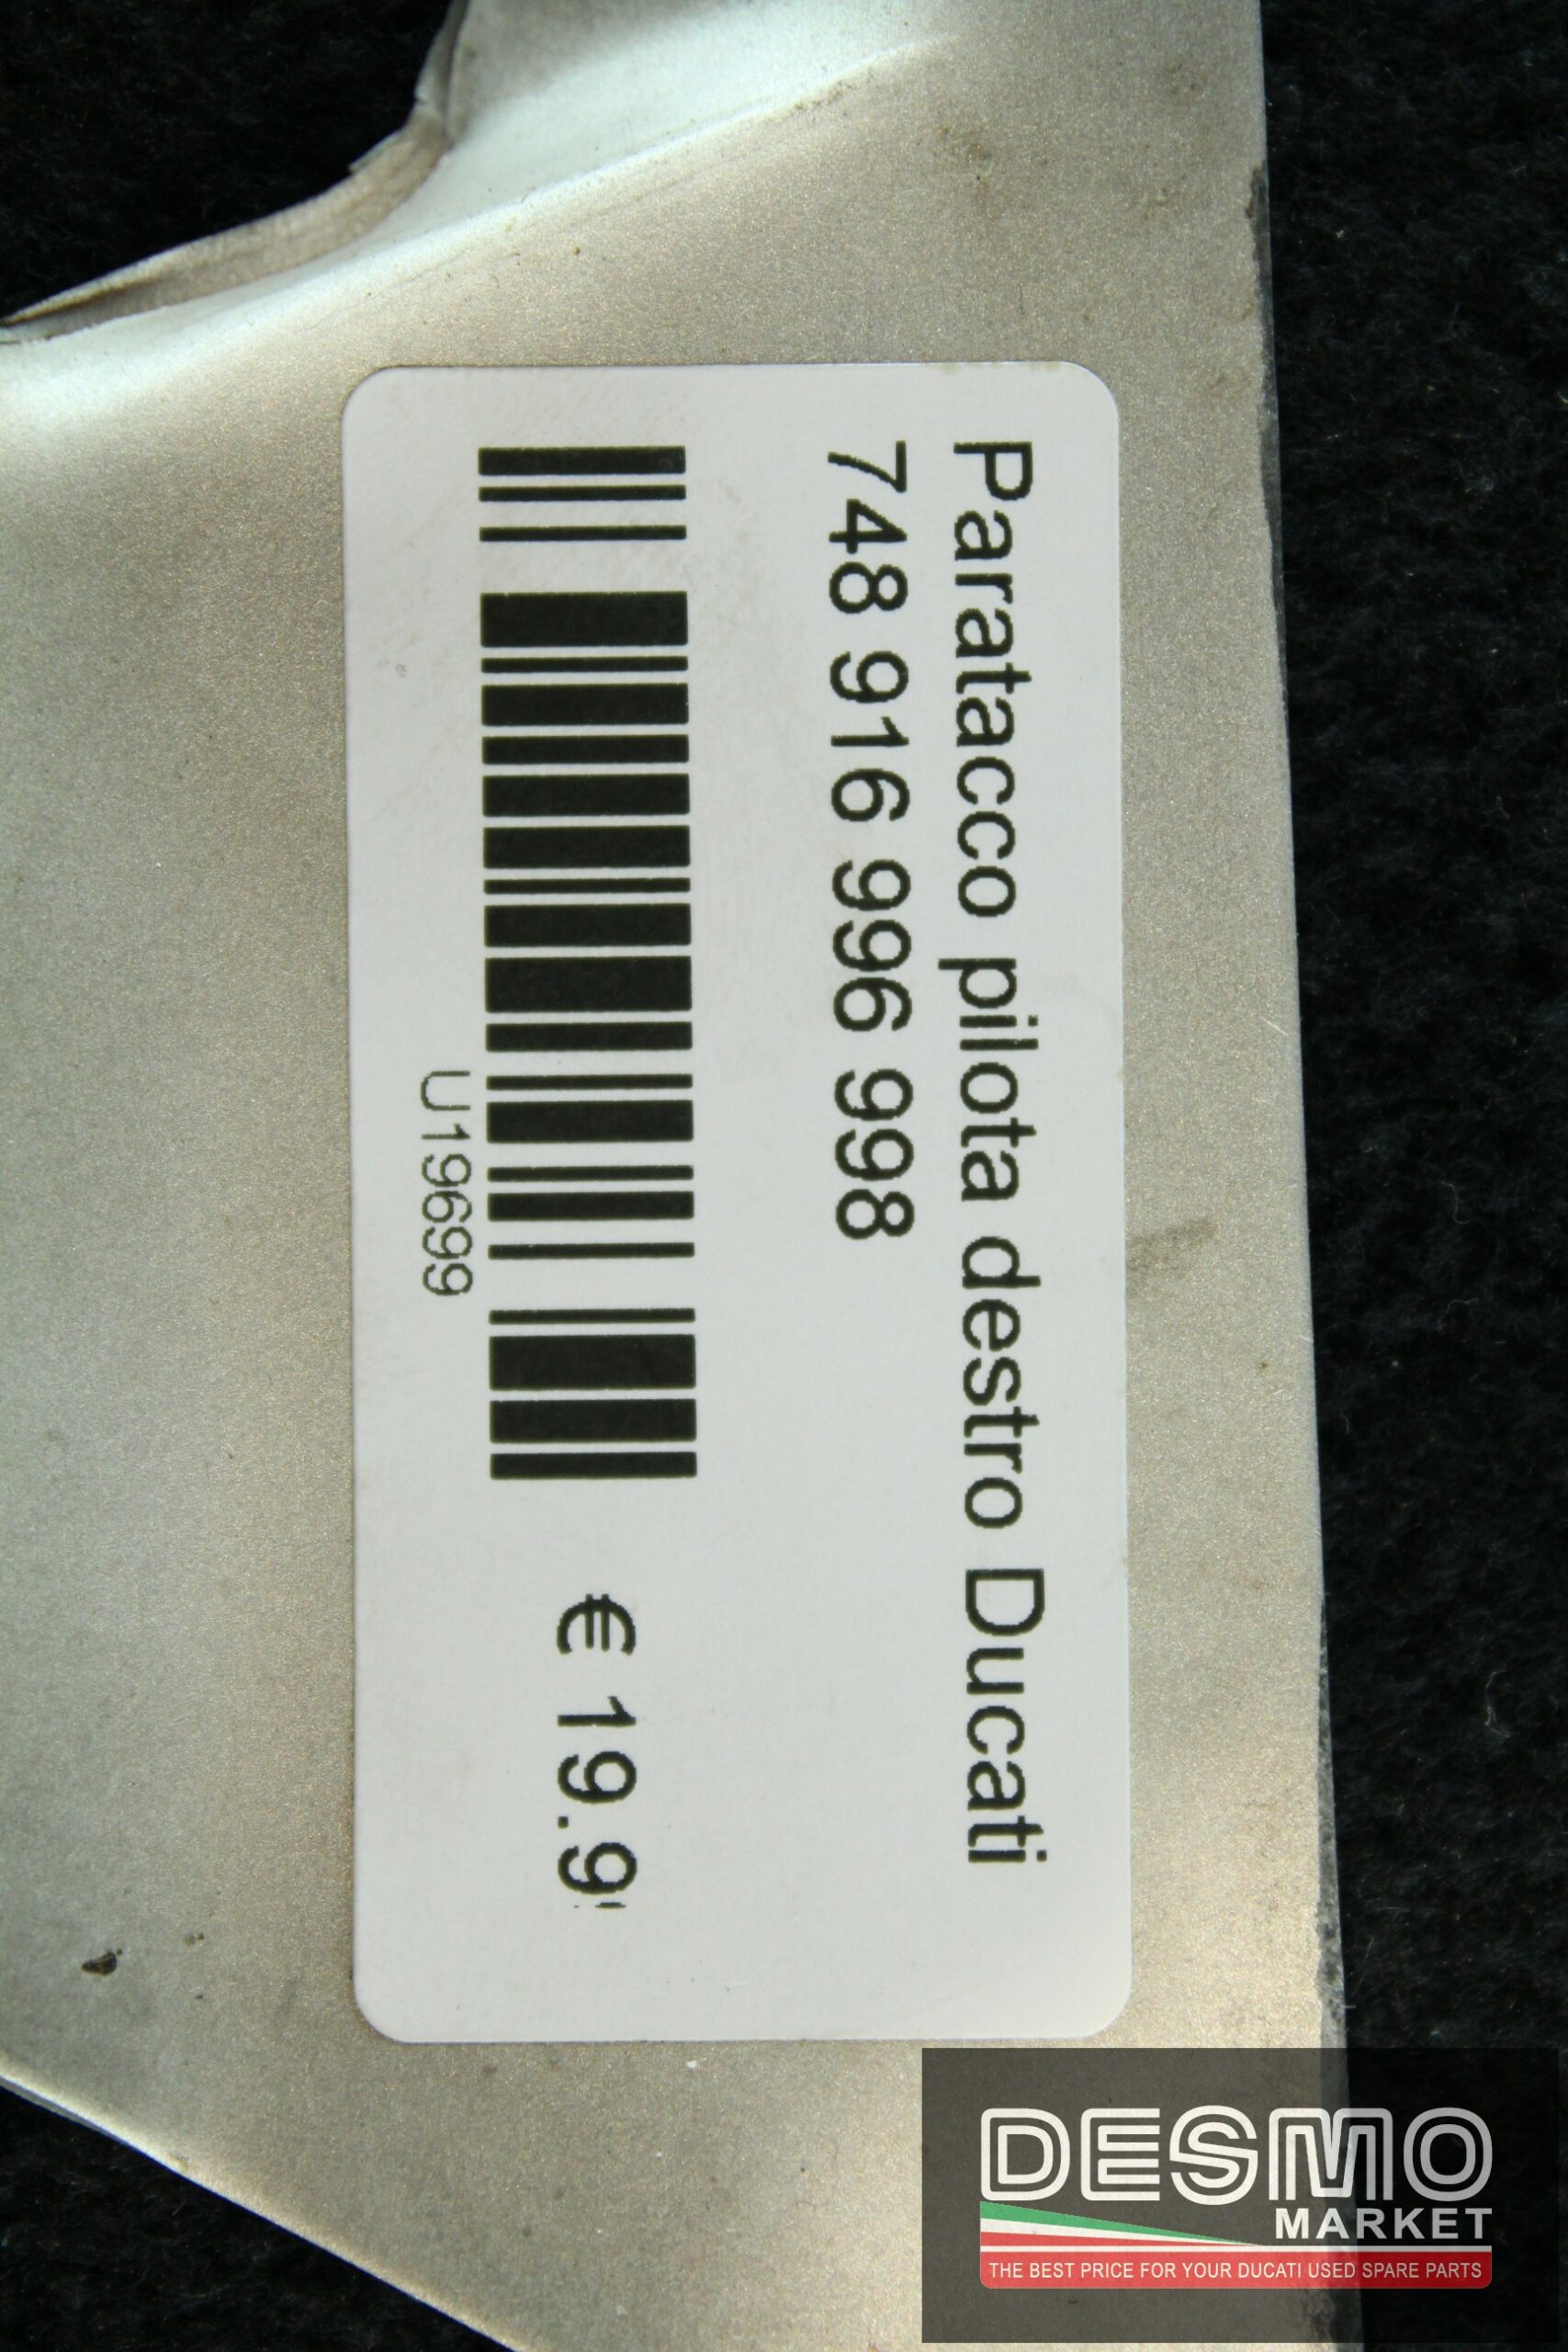 Paratacco pilota destro Ducati
748 916 996 998
€ 19.9
U19699
DESMO
MARKET
THE BEST PRICE FOR YOUR DUCATI USED SPARE PARTS